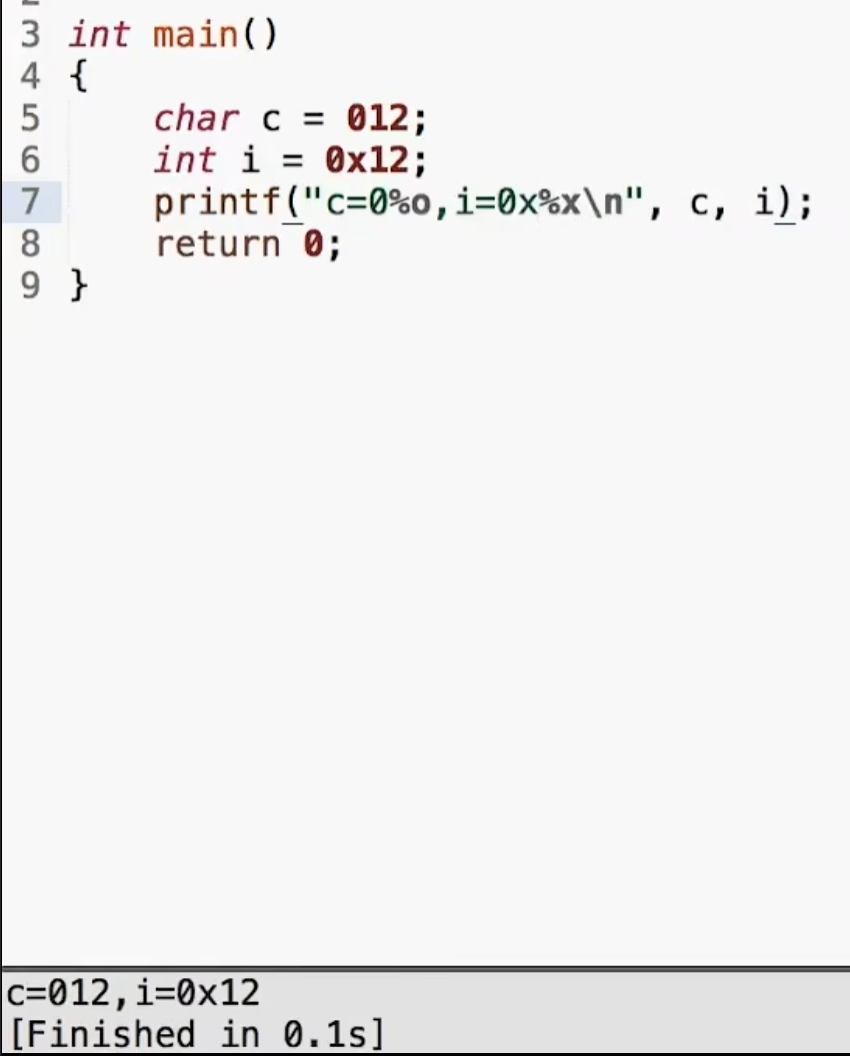 3 int main()
4 {
5 char c = 012;
6 int i = 0x12;
7 printf("c=0%o,i=0x%x\n", c, i);
8 return 0;
9 }
c=012,i=0x12
[Finished in 0.1s]